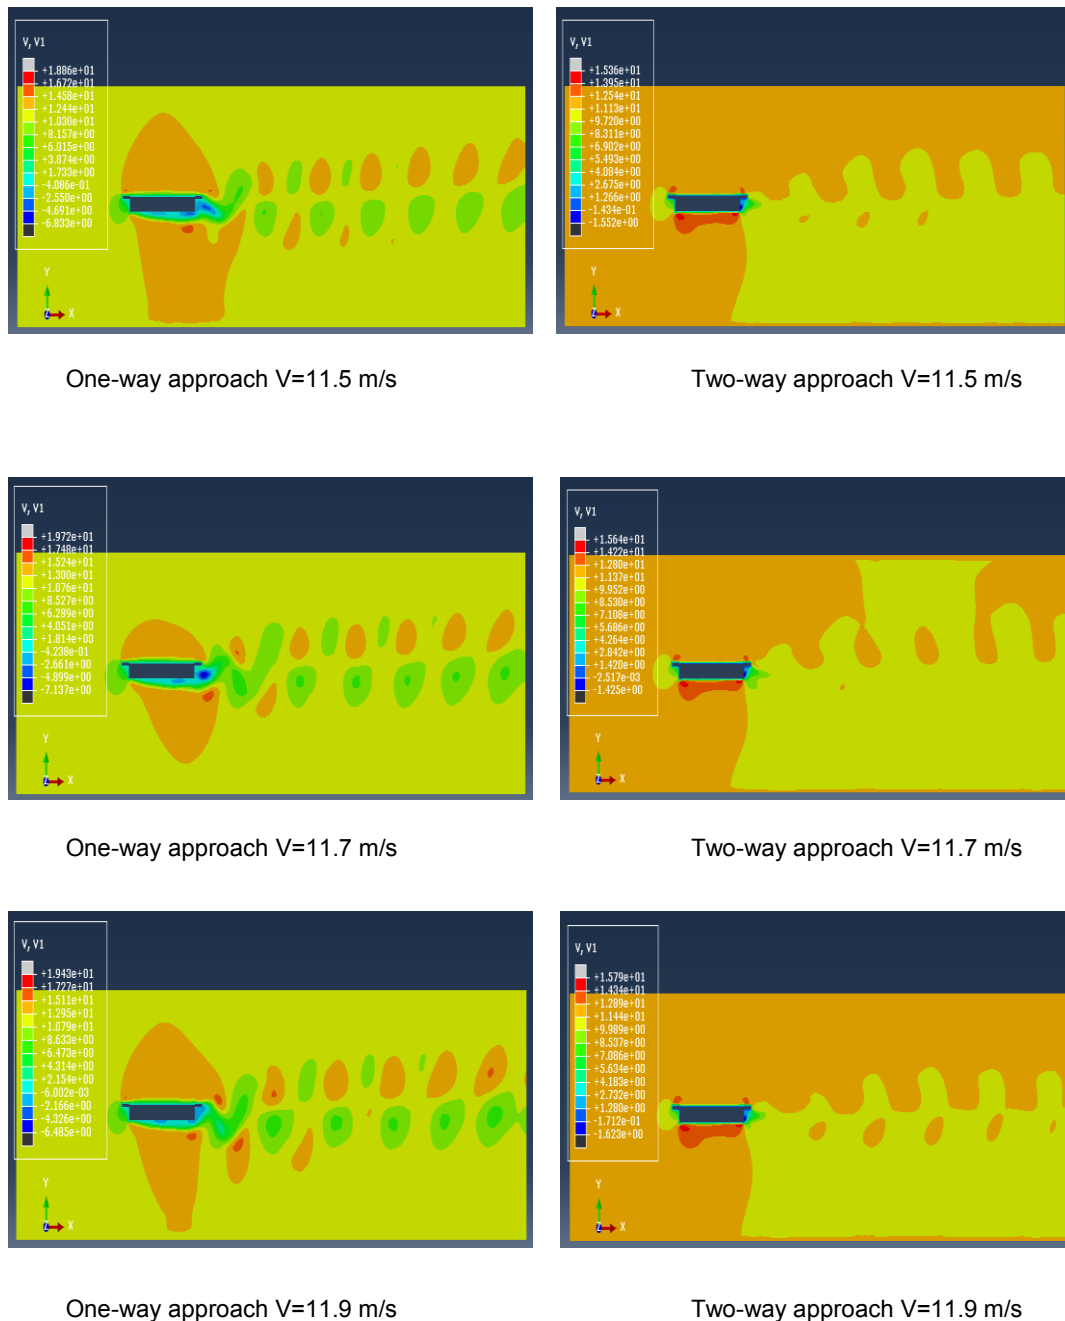 V, V1
+1.886e+01
+1.672e+01
+1.458e+01
+1.244e+01
+1.030e+01
+8.157e+00
+6.015e+00
+3.874e+00
+1.733e+00
-4.086e-01
-2.550e+00
-4.691e+00
-6.833e+00
Y
Z
X
V, V1
+1.536e+01
+1.395e+01
+1.254e+01
+1.113e+01
+9.720e+00
+8.311e+00
+6.902e+00
+5.493e+00
+4.084e+00
+2.675e+00
+1.266e+00
-1.434e-01
-1.552e+00
Y
Z
X
One-way approach V=11.5 m/s
Two-way approach V=11.5 m/s
V, V1
+1.972e+01
+1.748e+01
+1.524e+01
+1.300e+01
+1.076e+01
+8.527e+00
+6.289e+00
+4.051e+00
+1.814e+00
-4.238e-01
-2.661e+00
-4.899e+00
-7.137e+00
Y
Z
X
V, V1
+1.564e+01
+1.422e+01
+1.280e+01
+1.137e+01
+9.952e+00
+8.530e+00
+7.108e+00
+5.686e+00
+4.264e+00
+2.842e+00
+1.420e+00
-2.517e-03
-1.425e+00
Y
Z
X
One-way approach V=11.7 m/s
Two-way approach V=11.7 m/s
V, V1
+1.943e+01
+1.727e+01
+1.511e+01
+1.295e+01
+1.079e+01
+8.633e+00
+6.473e+00
+4.314e+00
+2.154e+00
-6.002e-03
-2.166e+00
-4.326e+00
-6.485e+00
Y
Z
X
V, V1
+1.579e+01
+1.434e+01
+1.289e+01
+1.144e+01
+9.989e+00
+8.537e+00
+7.086e+00
+5.634e+00
+4.183e+00
+2.732e+00
+1.280e+00
-1.712e-01
-1.623e+00
Y
Z
X
One-way approach V=11.9 m/s
Two-way approach V=11.9 m/s